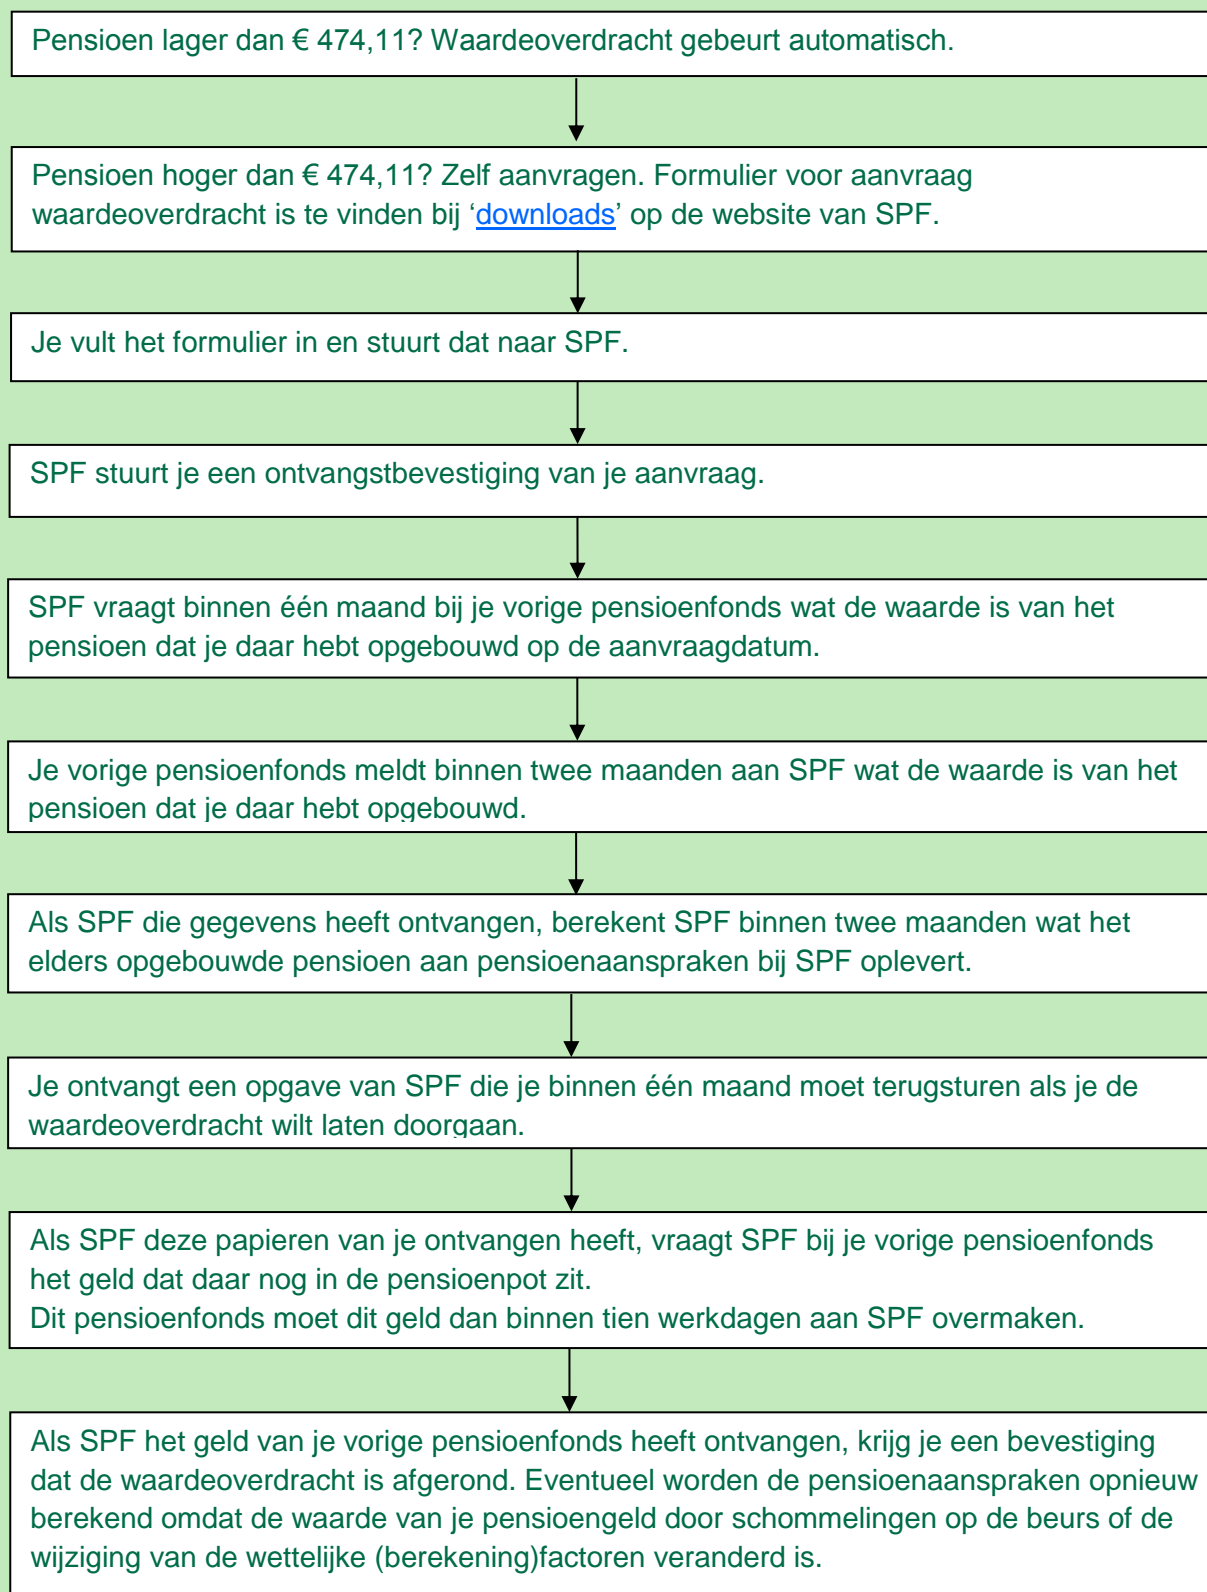 Pensioen lager dan € 474,11? Waardeoverdracht gebeurt automatisch.
Pensioen hoger dan € 474,11? Zelf aanvragen. Formulier voor aanvraag
waardeoverdracht is te vinden bij ‘downloads’ op de website van SPF.
Je vult het formulier in en stuurt dat naar SPF.
SPF stuurt je een ontvangstbevestiging van je aanvraag.
SPF vraagt binnen één maand bij je vorige pensioenfonds wat de waarde is van het
pensioen dat je daar hebt opgebouwd op de aanvraagdatum.
Je vorige pensioenfonds meldt binnen twee maanden aan SPF wat de waarde is van het
pensioen dat je daar hebt opgebouwd.
Als SPF die gegevens heeft ontvangen, berekent SPF binnen twee maanden wat het
elders opgebouwde pensioen aan pensioenaanspraken bij SPF oplevert.
Je ontvangt een opgave van SPF die je binnen één maand moet terugsturen als je de
waardeoverdracht wilt laten doorgaan.
Als SPF deze papieren van je ontvangen heeft, vraagt SPF bij je vorige pensioenfonds
het geld dat daar nog in de pensioenpot zit.
Dit pensioenfonds moet dit geld dan binnen tien werkdagen aan SPF overmaken.
Als SPF het geld van je vorige pensioenfonds heeft ontvangen, krijg je een bevestiging
dat de waardeoverdracht is afgerond. Eventueel worden de pensioenaanspraken opnieuw
berekend omdat de waarde van je pensioengeld door schommelingen op de beurs of de
wijziging van de wettelijke (berekening)factoren veranderd is.